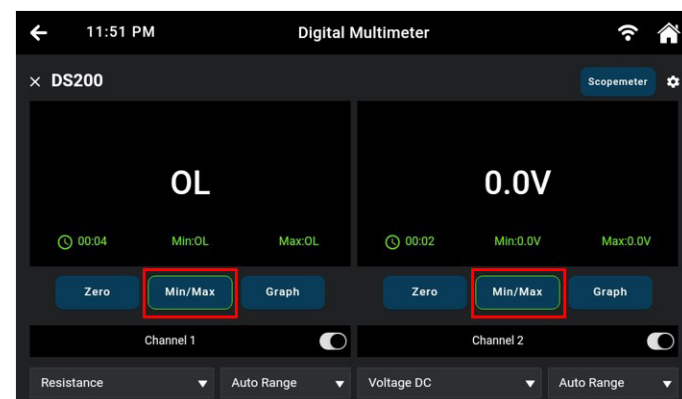 11:51 PM Digital Multimeter
× DS200 Scopemeter
OL 0.0V
00:04 Min:OL Max:OL 00:02 Min:0.0V Max:0.0V
Zero Min/Max Graph Zero Min/Max Graph
Channel 1 Channel 2
Resistance Auto Range Voltage DC Auto Range